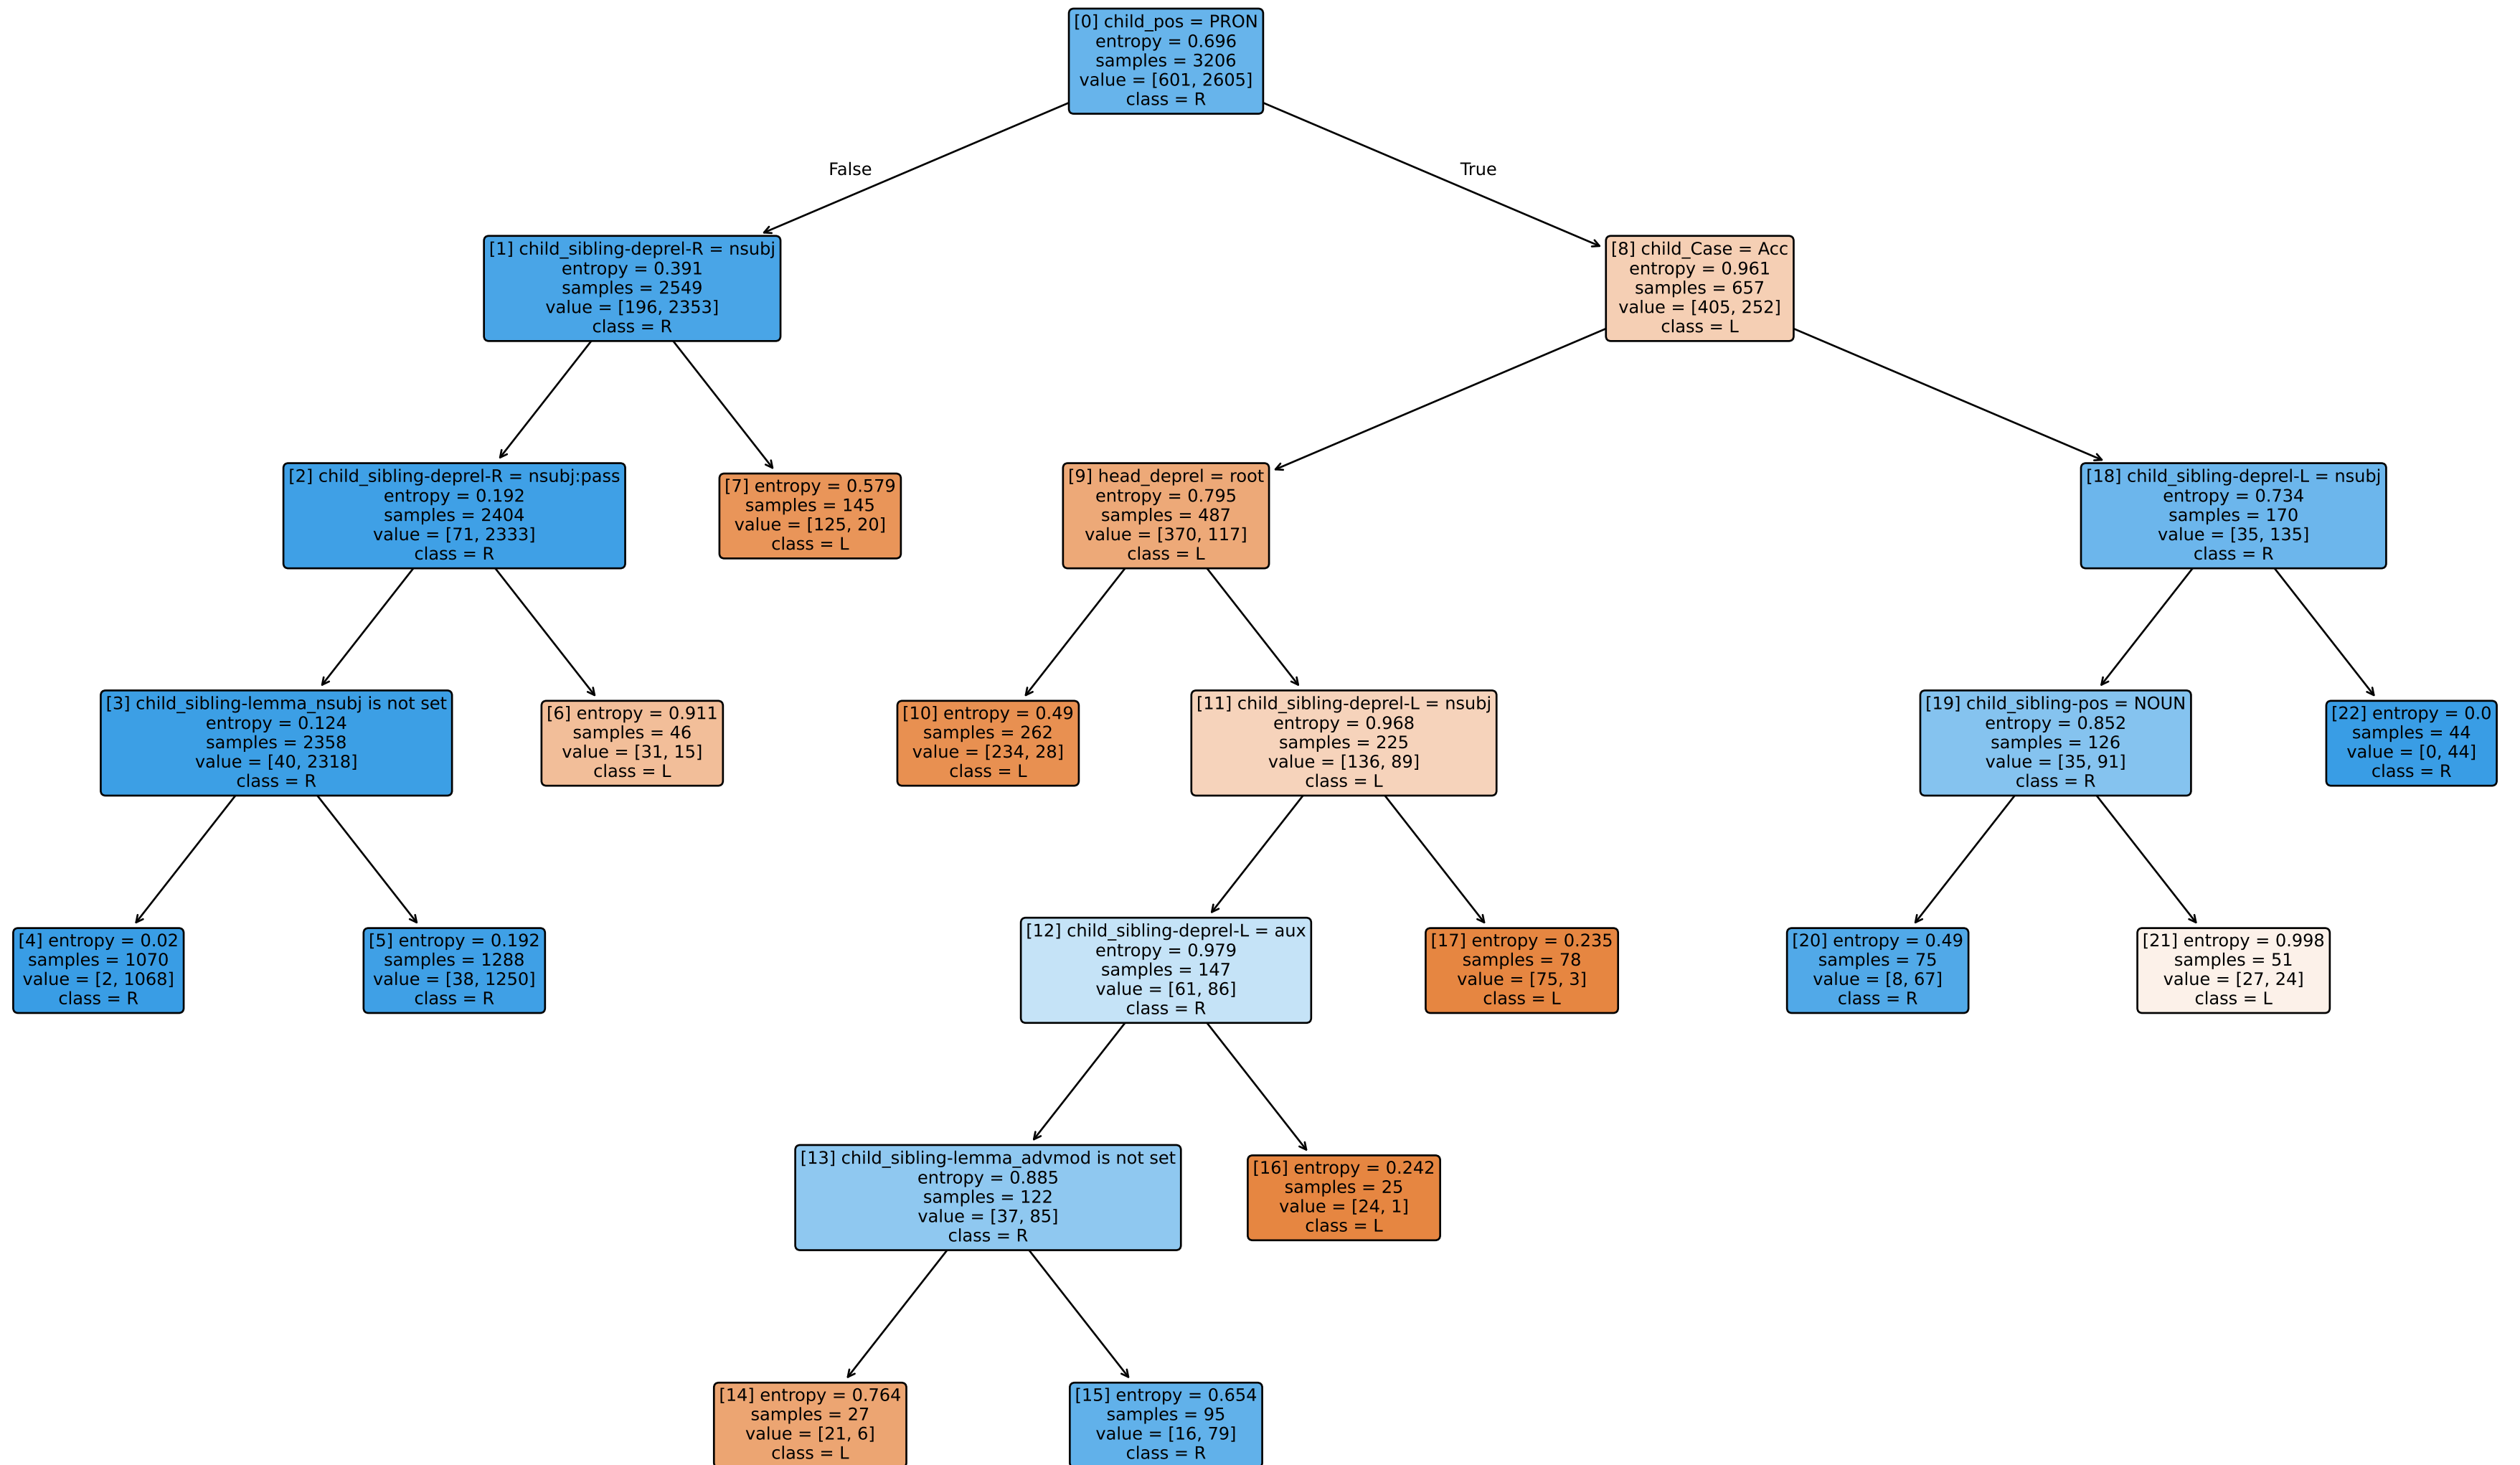 [0] child_pos = PRON
entropy = 0.696
samples = 3206
value = [601, 2605]
class = R
False
True
[1] child_sibling-deprel-R = nsubj
entropy = 0.391
samples = 2549
value = [196, 2353]
class = R
[8] child_Case = Acc
entropy = 0.961
samples = 657
value = [405, 252]
class = L
[2] child_sibling-deprel-R = nsubj:pass
entropy = 0.192
samples = 2404
value = [71, 2333]
class = R
[7] entropy = 0.579
samples = 145
value = [125, 20]
class = L
[9] head_deprel = root
entropy = 0.795
samples = 487
value = [370, 117]
class = L
[18] child_sibling-deprel-L = nsubj
entropy = 0.734
samples = 170
value = [35, 135]
class = R
[3] child_sibling-lemma_nsubj is not set
entropy = 0.124
samples = 2358
value = [40, 2318]
class = R
[6] entropy = 0.911
samples = 46
value = [31, 15]
class = L
[10] entropy = 0.49
samples = 262
value = [234, 28]
class = L
[11] child_sibling-deprel-L = nsubj
entropy = 0.968
samples = 225
value = [136, 89]
class = L
[19] child_sibling-pos = NOUN
entropy = 0.852
samples = 126
value = [35, 91]
class = R
[22] entropy = 0.0
samples = 44
value = [0, 44]
class = R
[4] entropy = 0.02
samples = 1070
value = [2, 1068]
class = R
[5] entropy = 0.192
samples = 1288
value = [38, 1250]
class = R
[12] child_sibling-deprel-L = aux
entropy = 0.979
samples = 147
value = [61, 86]
class = R
[17] entropy = 0.235
samples = 78
value = [75, 3]
class = L
[20] entropy = 0.49
samples = 75
value = [8, 67]
class = R
[21] entropy = 0.998
samples = 51
value = [27, 24]
class = L
[13] child_sibling-lemma_advmod is not set
entropy = 0.885
samples = 122
value = [37, 85]
class = R
[16] entropy = 0.242
samples = 25
value = [24, 1]
class = L
[14] entropy = 0.764
samples = 27
value = [21, 6]
class = L
[15] entropy = 0.654
samples = 95
value = [16, 79]
class = R